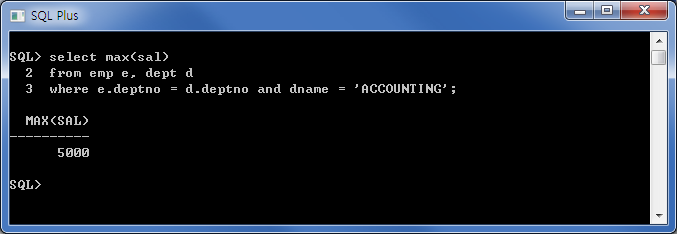 SQL Plus
SQL> select max(sal)
  2  from emp e, dept d
  3  where e.deptno = d.deptno and dname = 'ACCOUNTING';
  MAX(SAL)
----------
      5000
SQL>